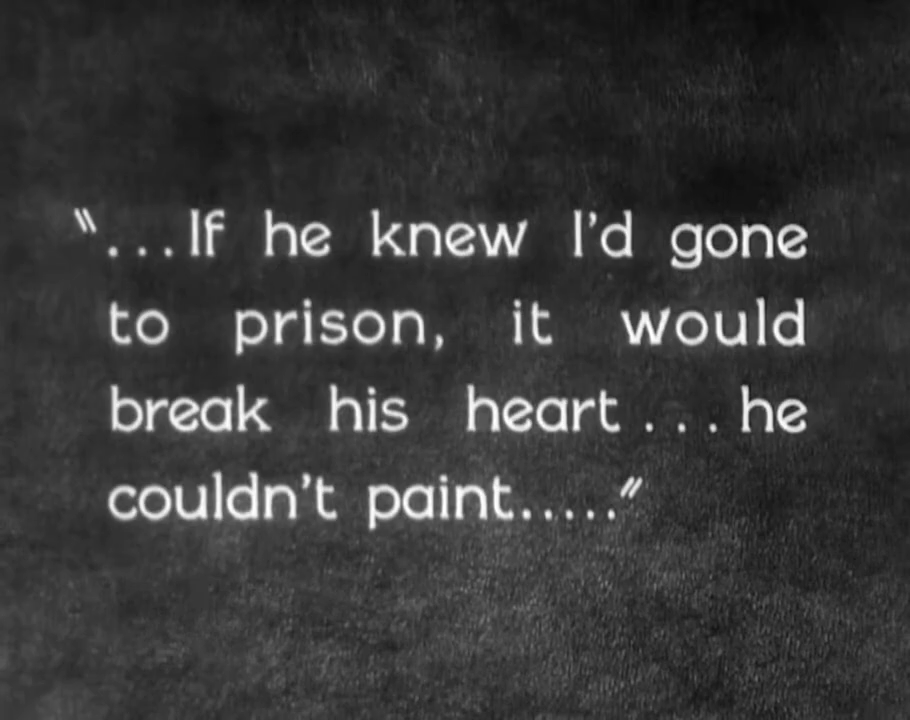 "...If he knew I'd gone
to prison, it would
break his heart...he
couldn't paint....."